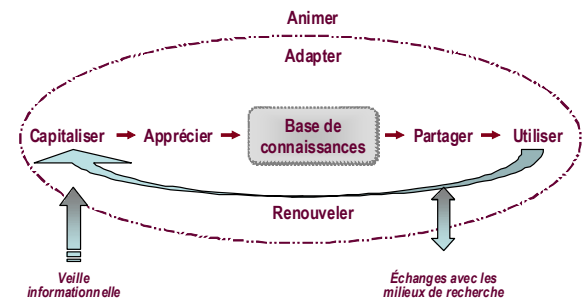 Animer
Adapter
Capitaliser
Apprécier
Base de
connaissances
Partager
Utiliser
Renouveler
Veille
informationnelle
Échanges avec les
milieux de recherche